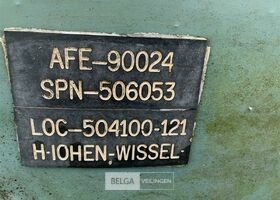 AFE-90024
SPN-506053
LOC-504100-121
H·IOHEN-WISSEL
BELGA
VEILINGEN